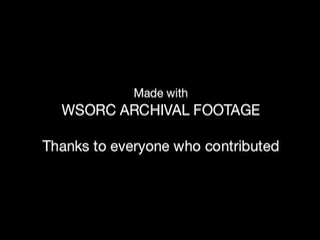 Made with
WSORC ARCHIVAL FOOTAGE
Thanks to everyone who contributed